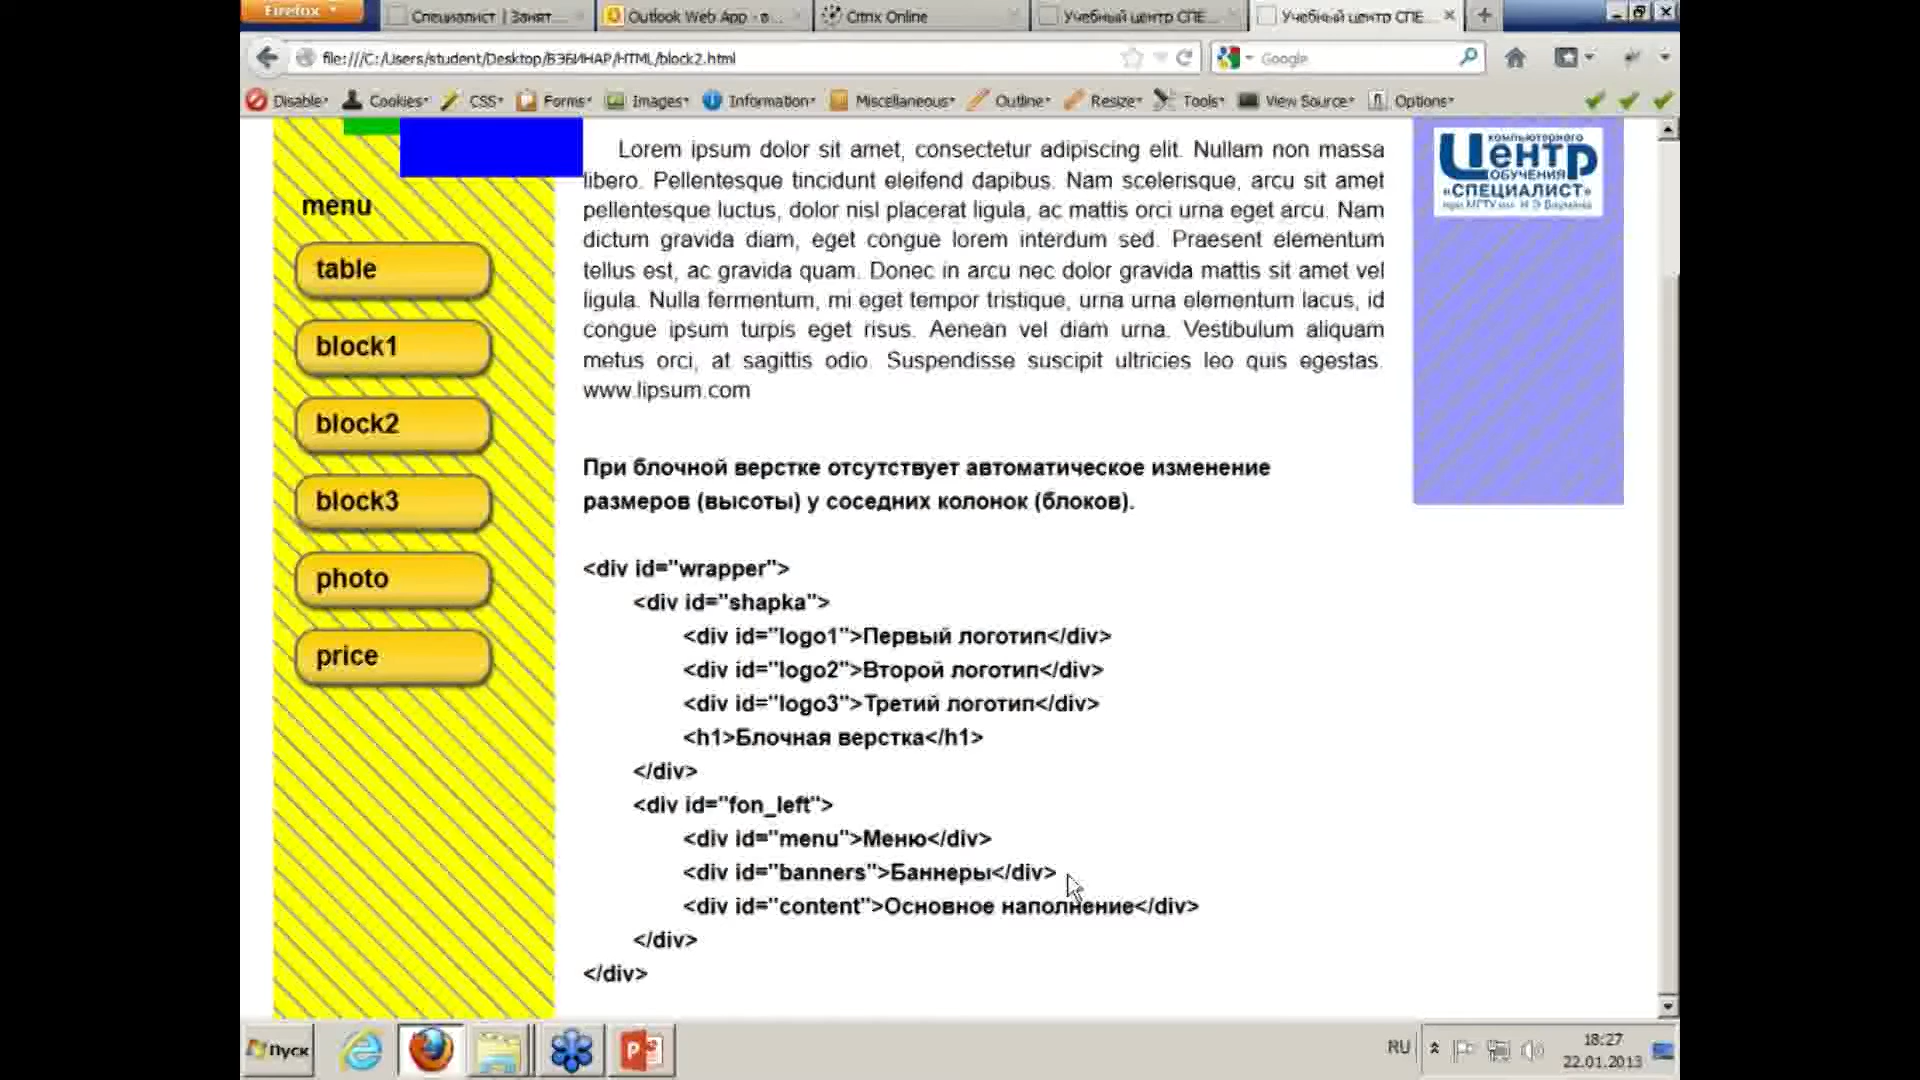 Firefox
Специалист | Занят...
Outlook Web App - в...
Citrix Online
Учебный центр СПЕ...
Учебный центр СПЕ...
file:///C:/Users/student/Desktop/ВЭБИНАР/HTML/block2.html
Google
Disable
Cookies
CSS
Forms
Images
Information
Miscellaneous
Outline
Resize
Tools
View Source
Options
menu
table
block1
block2
block3
photo
price
Lorem ipsum dolor sit amet, consectetur adipiscing elit. Nullam non massa
libero. Pellentesque tincidunt eleifend dapibus. Nam scelerisque, arcu sit amet
pellentesque luctus, dolor nisl placerat ligula, ac mattis orci urna eget arcu. Nam
dictum gravida diam, eget congue lorem interdum sed. Praesent elementum
tellus est, ac gravida quam. Donec in arcu nec dolor gravida mattis sit amet vel
ligula. Nulla fermentum, mi eget tempor tristique, urna urna elementum lacus, id
congue ipsum turpis eget risus. Aenean vel diam urna. Vestibulum aliquam
metus orci, at sagittis odio. Suspendisse suscipit ultricies leo quis egestas.
www.lipsum.com
При блочной верстке отсутствует автоматическое изменение
размеров (высоты) у соседних колонок (блоков).
<div id="wrapper">
<div id="shapka">
<div id="logo1">Первый логотип</div>
<div id="logo2">Второй логотип</div>
<div id="logo3">Третий логотип</div>
<h1>Блочная верстка</h1>
</div>
<div id="fon_left">
<div id="menu">Меню</div>
<div id="banners">Баннеры</div>
<div id="content">Основное наполнение</div>
</div>
</div>
компьютерного
Центр
ОБУЧЕНИЯ
«СПЕЦИАЛИСТ»
при МГТУ им. Н.Э.Баумана
Пуск
RU
18:27
22.01.2013